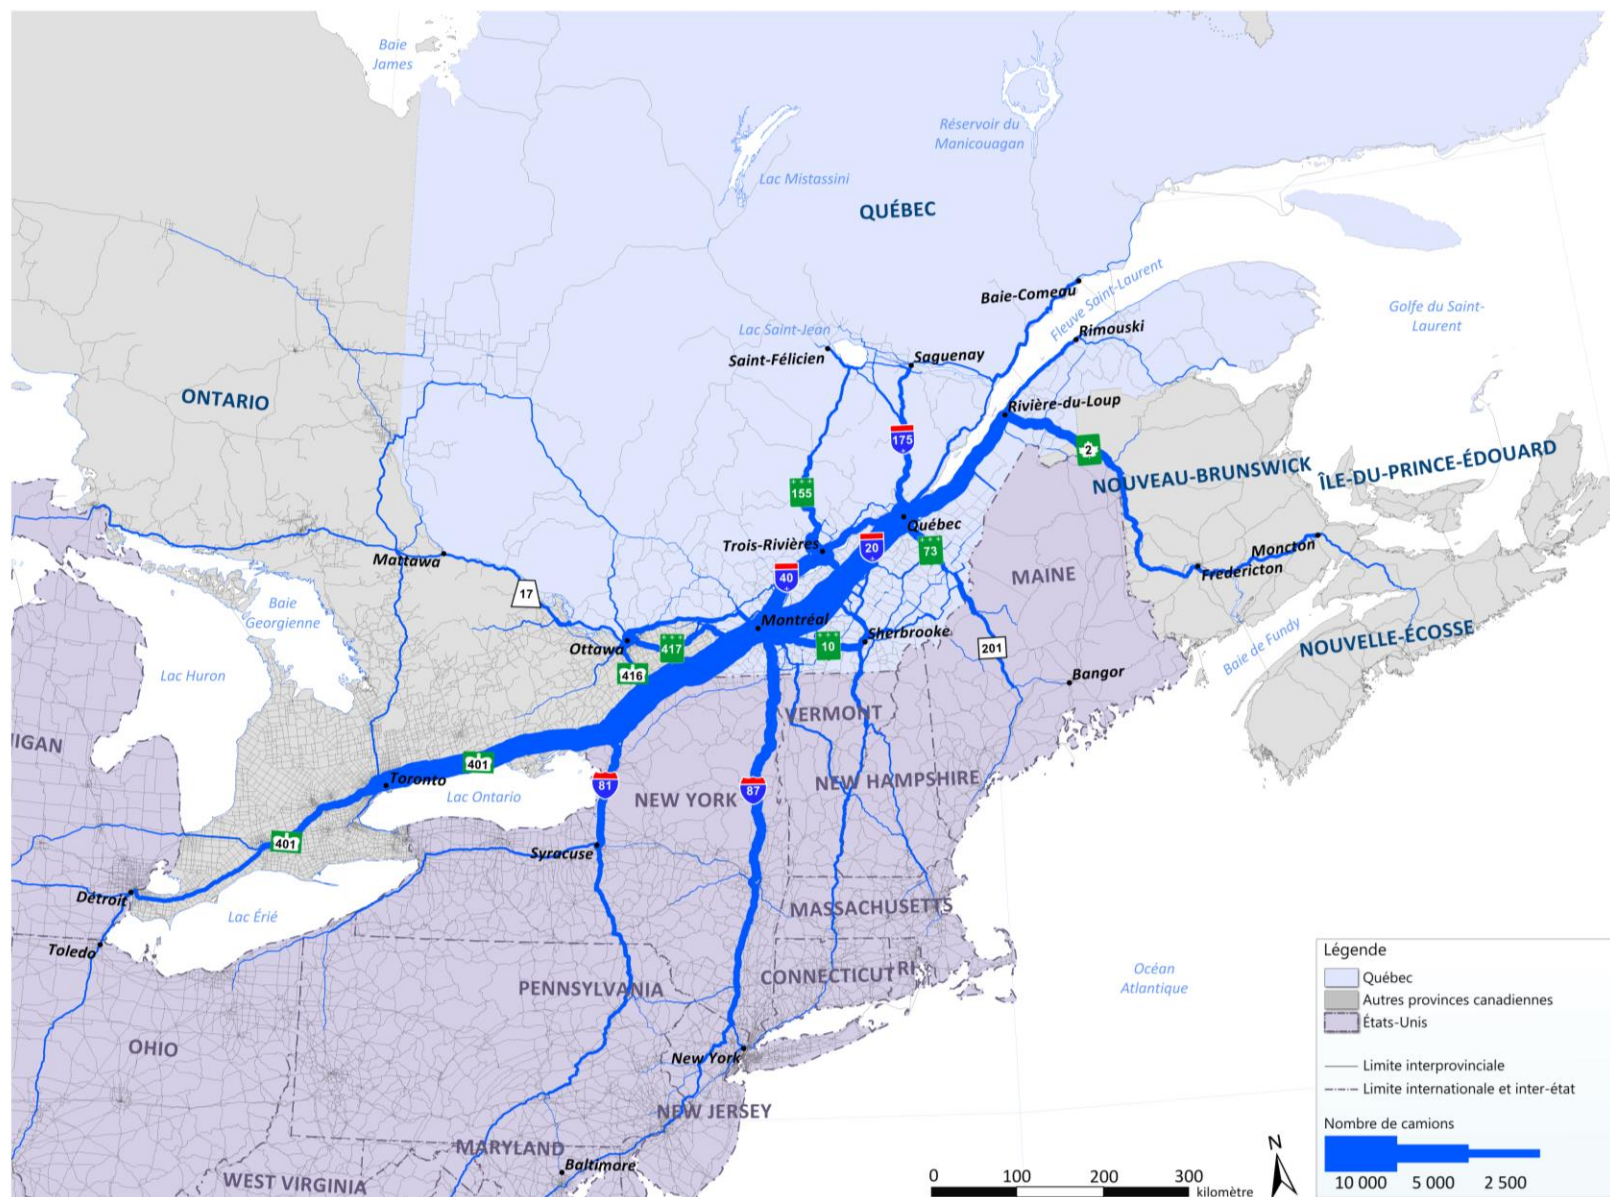 Baie
James
Réservoir du
Manicouagan
Lac Mistassini
QUÉBEC
Fleuve Saint-Laurent
Baie-Comeau
Golfe du Saint-
Laurent
Lac Saint-Jean
Rimouski
Saint-Félicien
Saguenay
ONTARIO
Rivière-du-Loup
175
2
NOUVEAU-BRUNSWICK
ÎLE-DU-PRINCE-ÉDOUARD
155
Québec
Trois-Rivières
20
73
Moncton
Mattawa
40
Fredericton
MAINE
17
Baie
Georgienne
Montréal
Sherbrooke
Ottawa
417
10
201
NOUVELLE-ÉCOSSE
Baie de Fundy
Lac Huron
416
Bangor
VERMONT
IGAN
401
Toronto
81
87
NEW HAMPSHIRE
Lac Ontario
NEW YORK
401
Syracuse
Détroit
Lac Érié
MASSACHUSETTS
Toledo
CONNECTICUT
RI
PENNSYLVANIA
Océan
Atlantique
OHIO
New York
NEW JERSEY
MARYLAND
Baltimore
WEST VIRGINIA
Légende
Québec
Autres provinces canadiennes
États-Unis
Limite interprovinciale
Limite internationale et inter-état
Nombre de camions
10 000 5 000 2 500
N
0 100 200 300
kilomètre